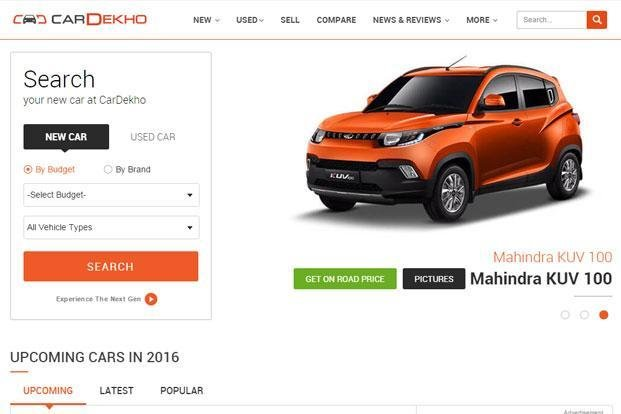 CARDEKHO
NEW USED SELL COMPARE NEWS & REVIEWS MORE Search...
Search
your new car at CarDekho
NEW CAR USED CAR
By Budget By Brand
-Select Budget-
All Vehicle Types
SEARCH
Experience The Next Gen
KUV100
Mahindra KUV 100
GET ON ROAD PRICE PICTURES Mahindra KUV 100
UPCOMING CARS IN 2016
UPCOMING LATEST POPULAR
Advertisement